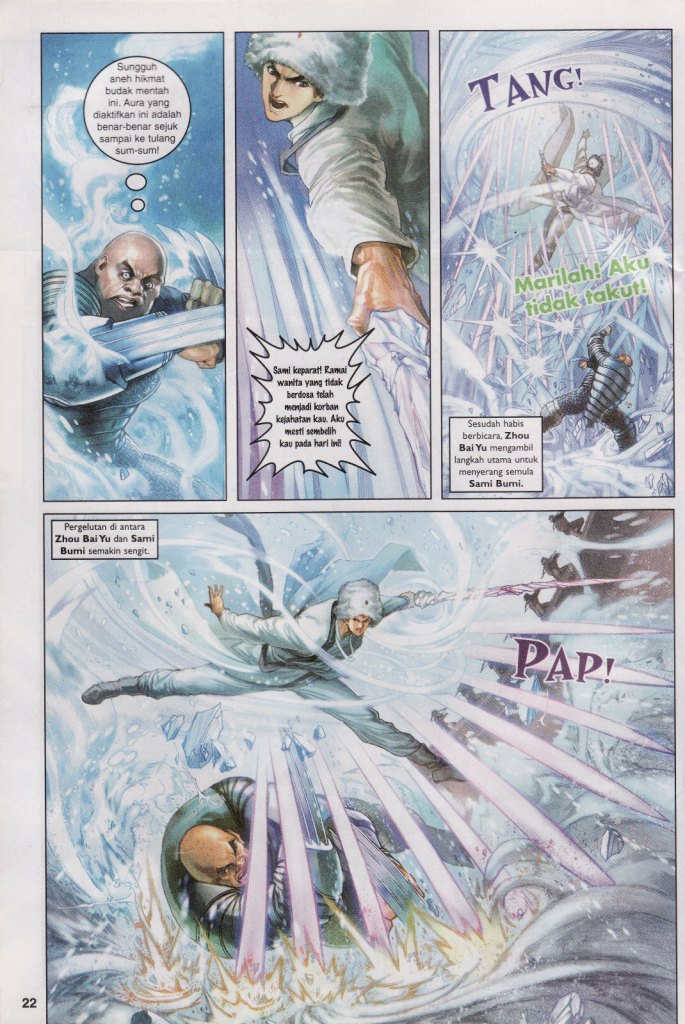 Sungguh
aneh hikmat
budak mentah
ini. Aura yang
diaktifkan ini adalah
benar-benar sejuk
sampai ke tulang
sum-sum!
Sami keparat! Ramai
wanita yang tidak
berdosa telah
menjadi korban
kejahatan kau. Aku
mesti sembelih
kau pada hari ini!
TANG!
Marilah! Aku
tidak takut!
Sesudah habis
berbicara, Zhou
Bai Yu mengambil
langkah utama untuk
menyerang semula
Sami Bumi.
Pergelutan di antara
Zhou Bai Yu dan Sami
Bumi semakin sengit.
PAP!
22